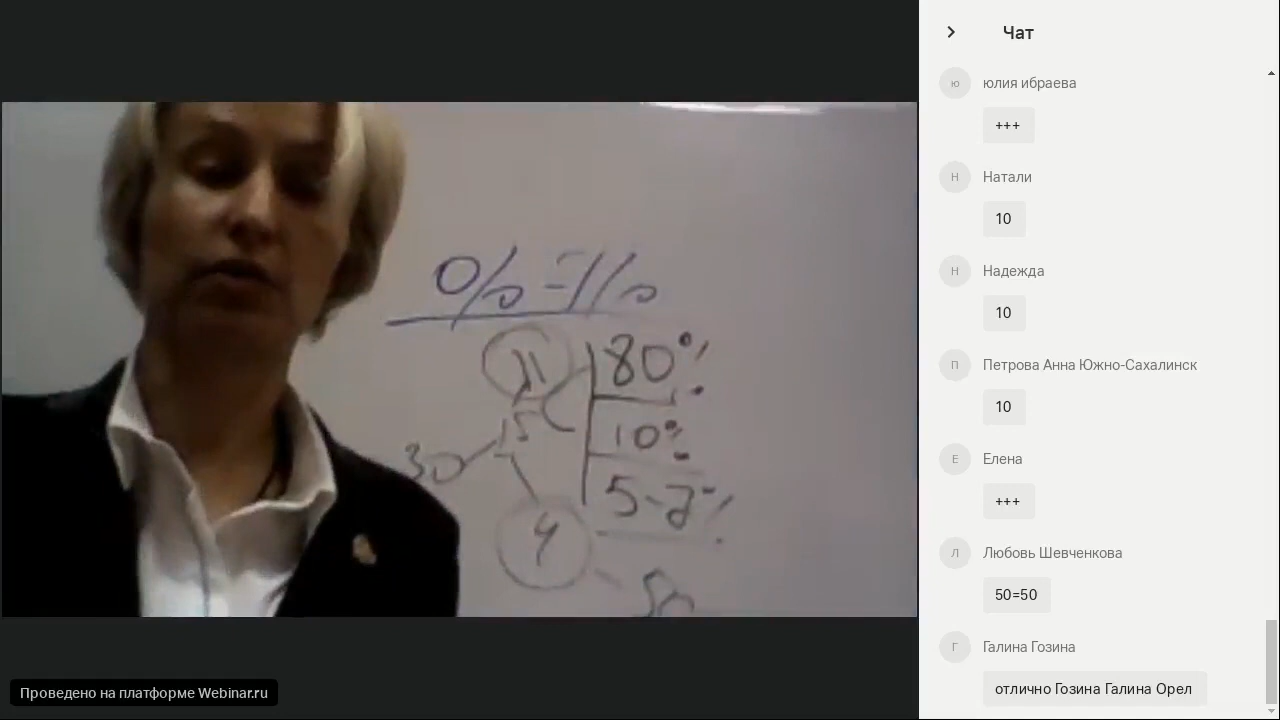 80%
10%
30
15
4
Проведено на платформе Webinar.ru
Чат
ю юлия ибраева
+++
Н Натали
10
Н Надежда
10
П Петрова Анна Южно-Сахалинск
10
Е Елена
+++
Л Любовь Шевченкова
50=50
Г Галина Гозина
отлично Гозина Галина Орел